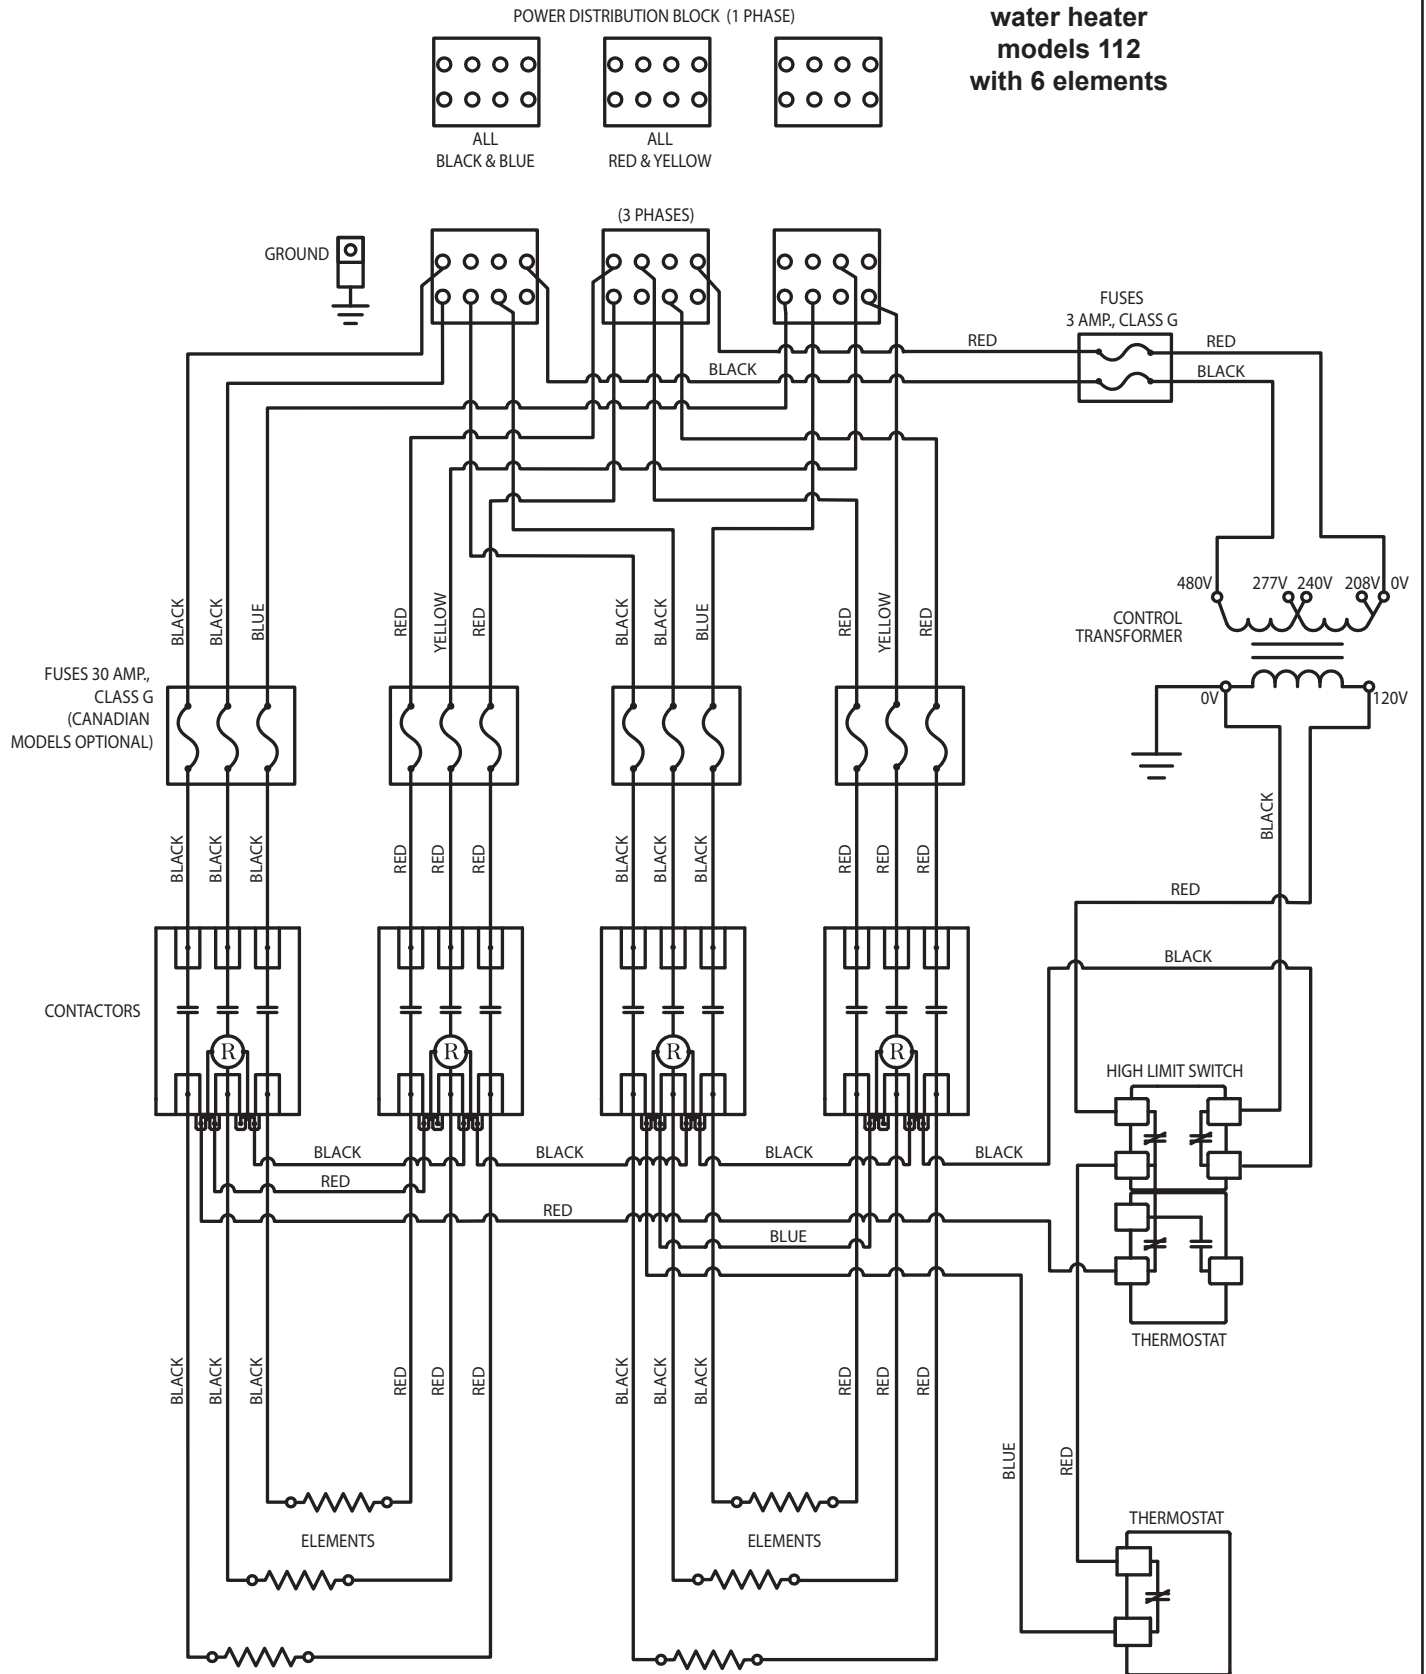 POWER DISTRIBUTION BLOCK (1 PHASE)
water heater
models 112
with 6 elements
ALL
BLACK & BLUE
ALL
RED & YELLOW
(3 PHASES)
GROUND
FUSES
3 AMP., CLASS G
RED
RED
BLACK
BLACK
480V
277V
240V
208V
0V
CONTROL
TRANSFORMER
0V
120V
BLACK
BLACK
BLUE
RED
YELLOW
RED
BLACK
BLACK
BLUE
RED
YELLOW
RED
FUSES 30 AMP.,
CLASS G
(CANADIAN
MODELS OPTIONAL)
BLACK
BLACK
BLACK
BLACK
RED
RED
RED
BLACK
BLACK
BLACK
RED
RED
RED
RED
BLACK
CONTACTORS
R
R
R
R
HIGH LIMIT SWITCH
BLACK
BLACK
BLACK
BLACK
RED
RED
BLUE
THERMOSTAT
BLACK
BLACK
BLACK
RED
RED
RED
BLACK
BLACK
BLACK
RED
RED
RED
BLUE
RED
THERMOSTAT
ELEMENTS
ELEMENTS